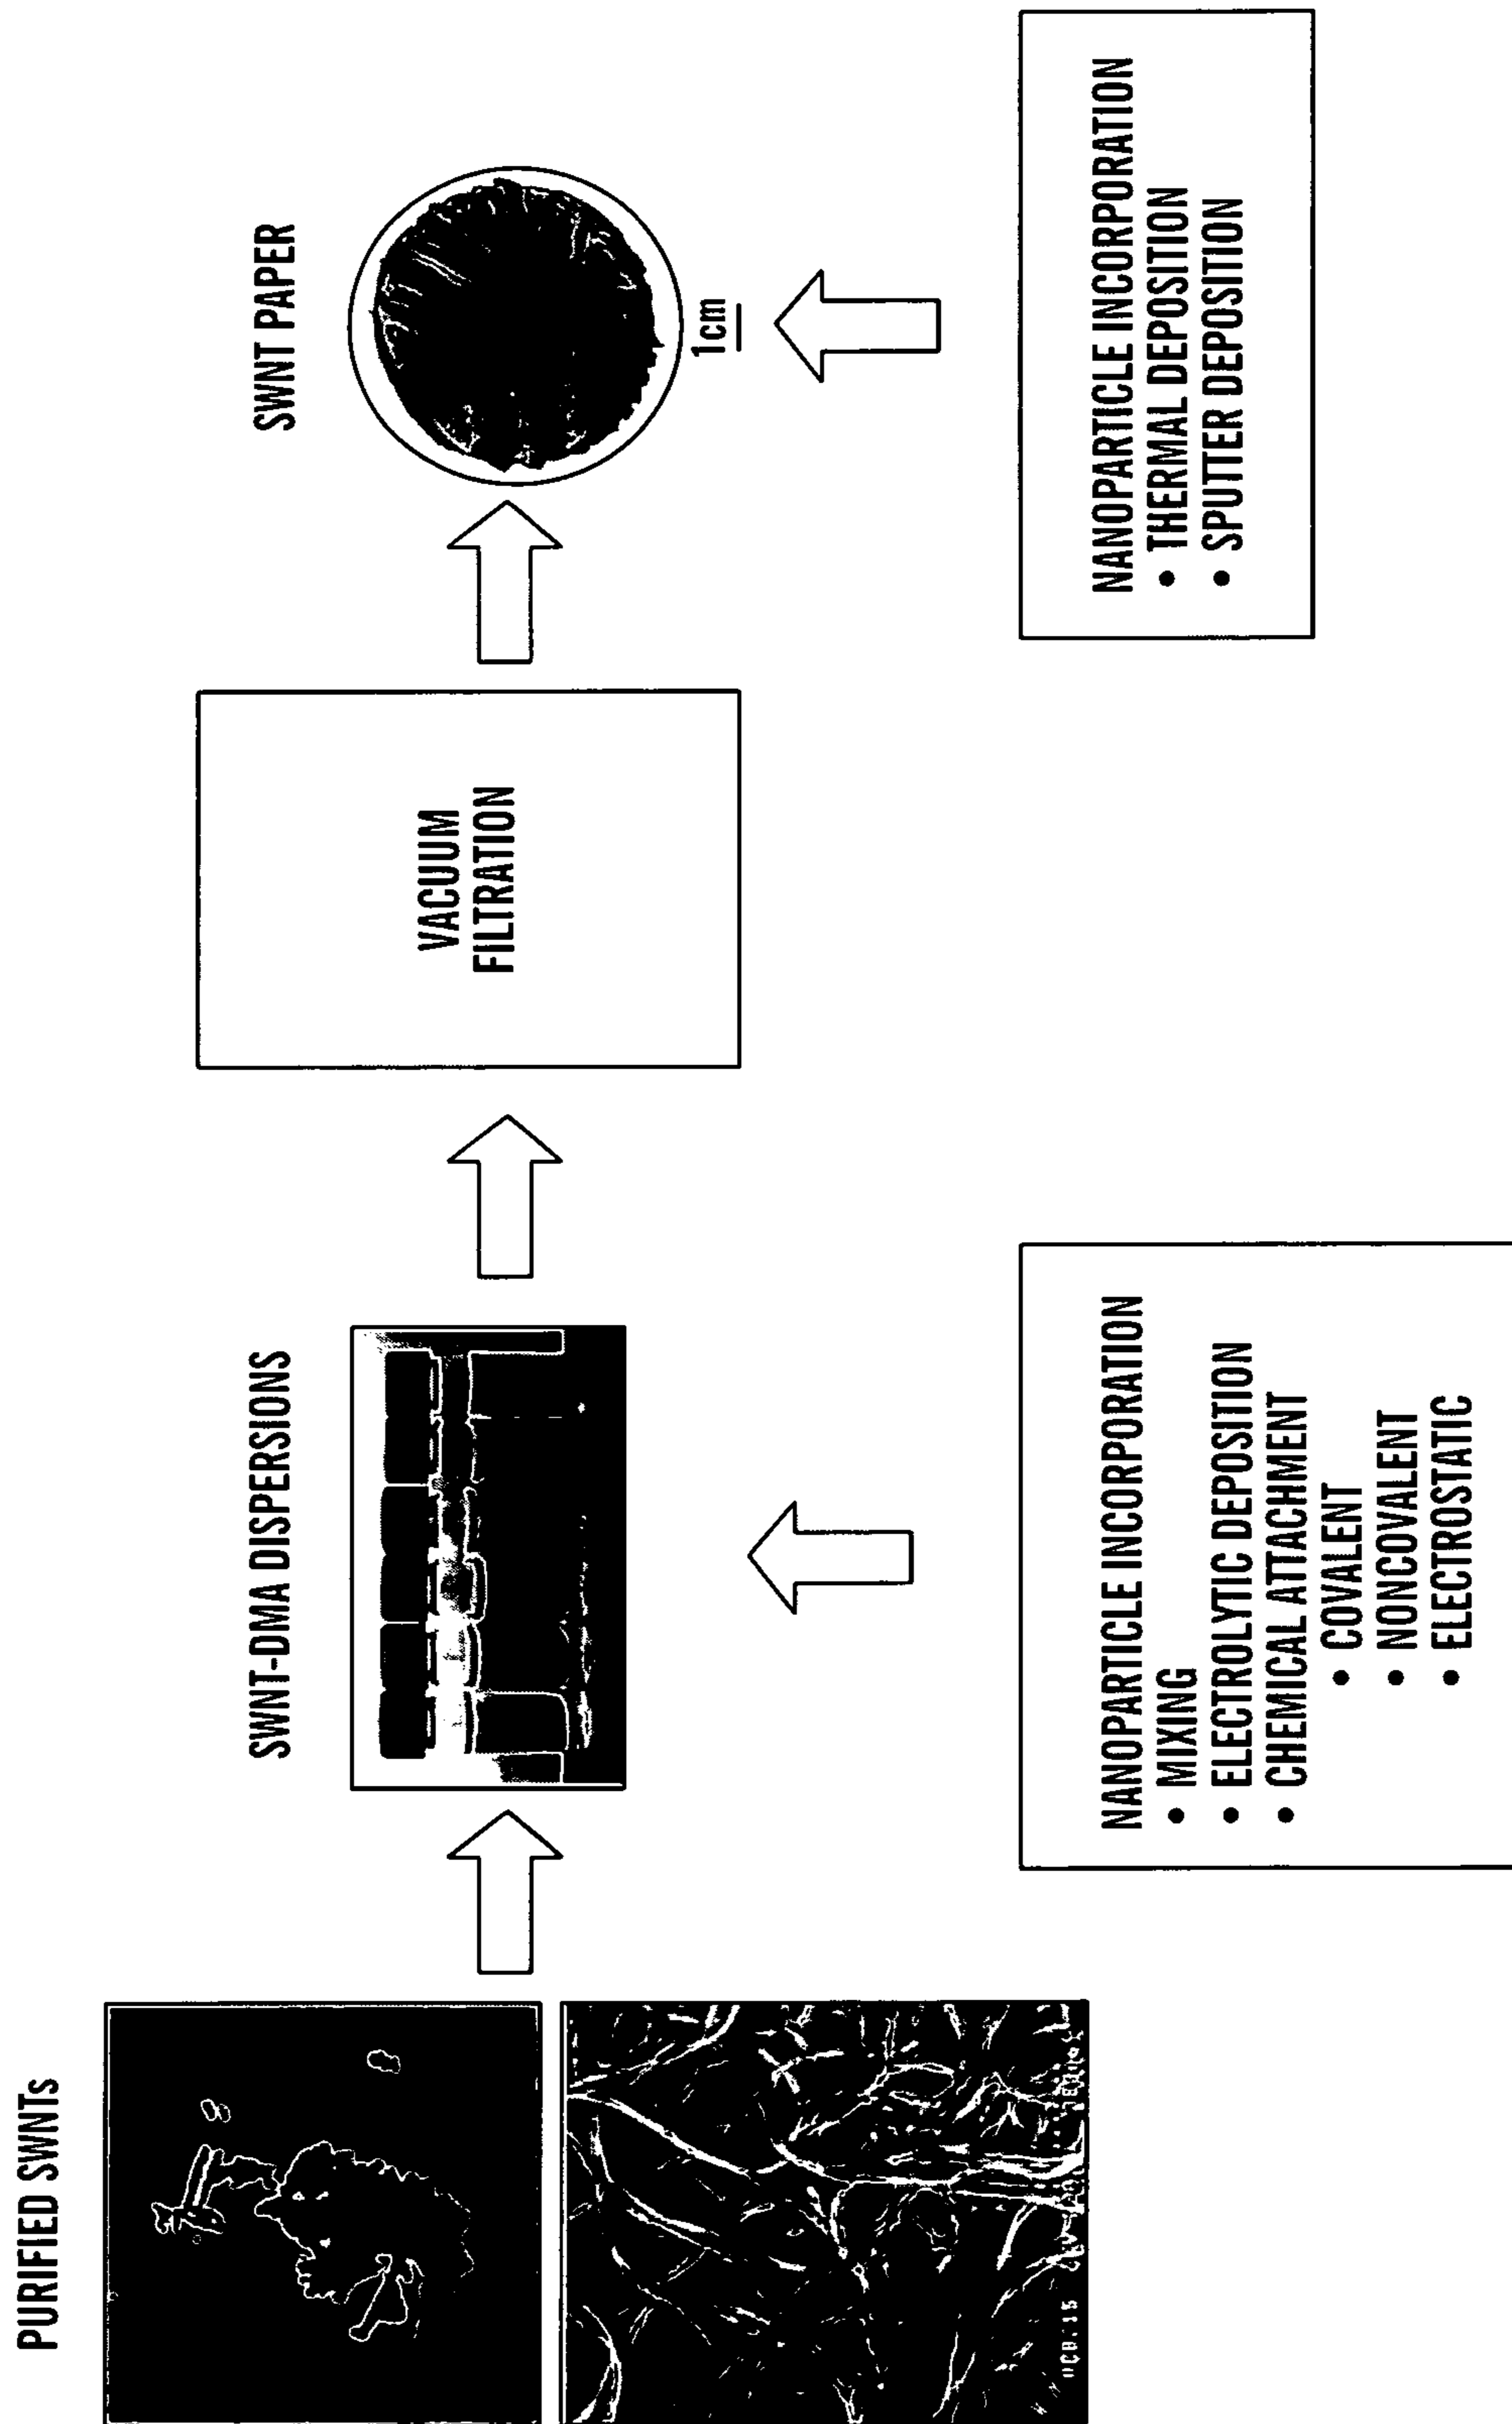 PURIFIED SWNTs
SWNT-DMA DISPERSIONS
VACUUM
FILTRATION
SWNT PAPER
1cm
NANOPARTICLE INCORPORATION
• MIXING
• ELECTROLYTIC DEPOSITION
• CHEMICAL ATTACHMENT
• COVALENT
• NONCOVALENT
• ELECTROSTATIC
NANOPARTICLE INCORPORATION
• THERMAL DEPOSITION
• SPUTTER DEPOSITION